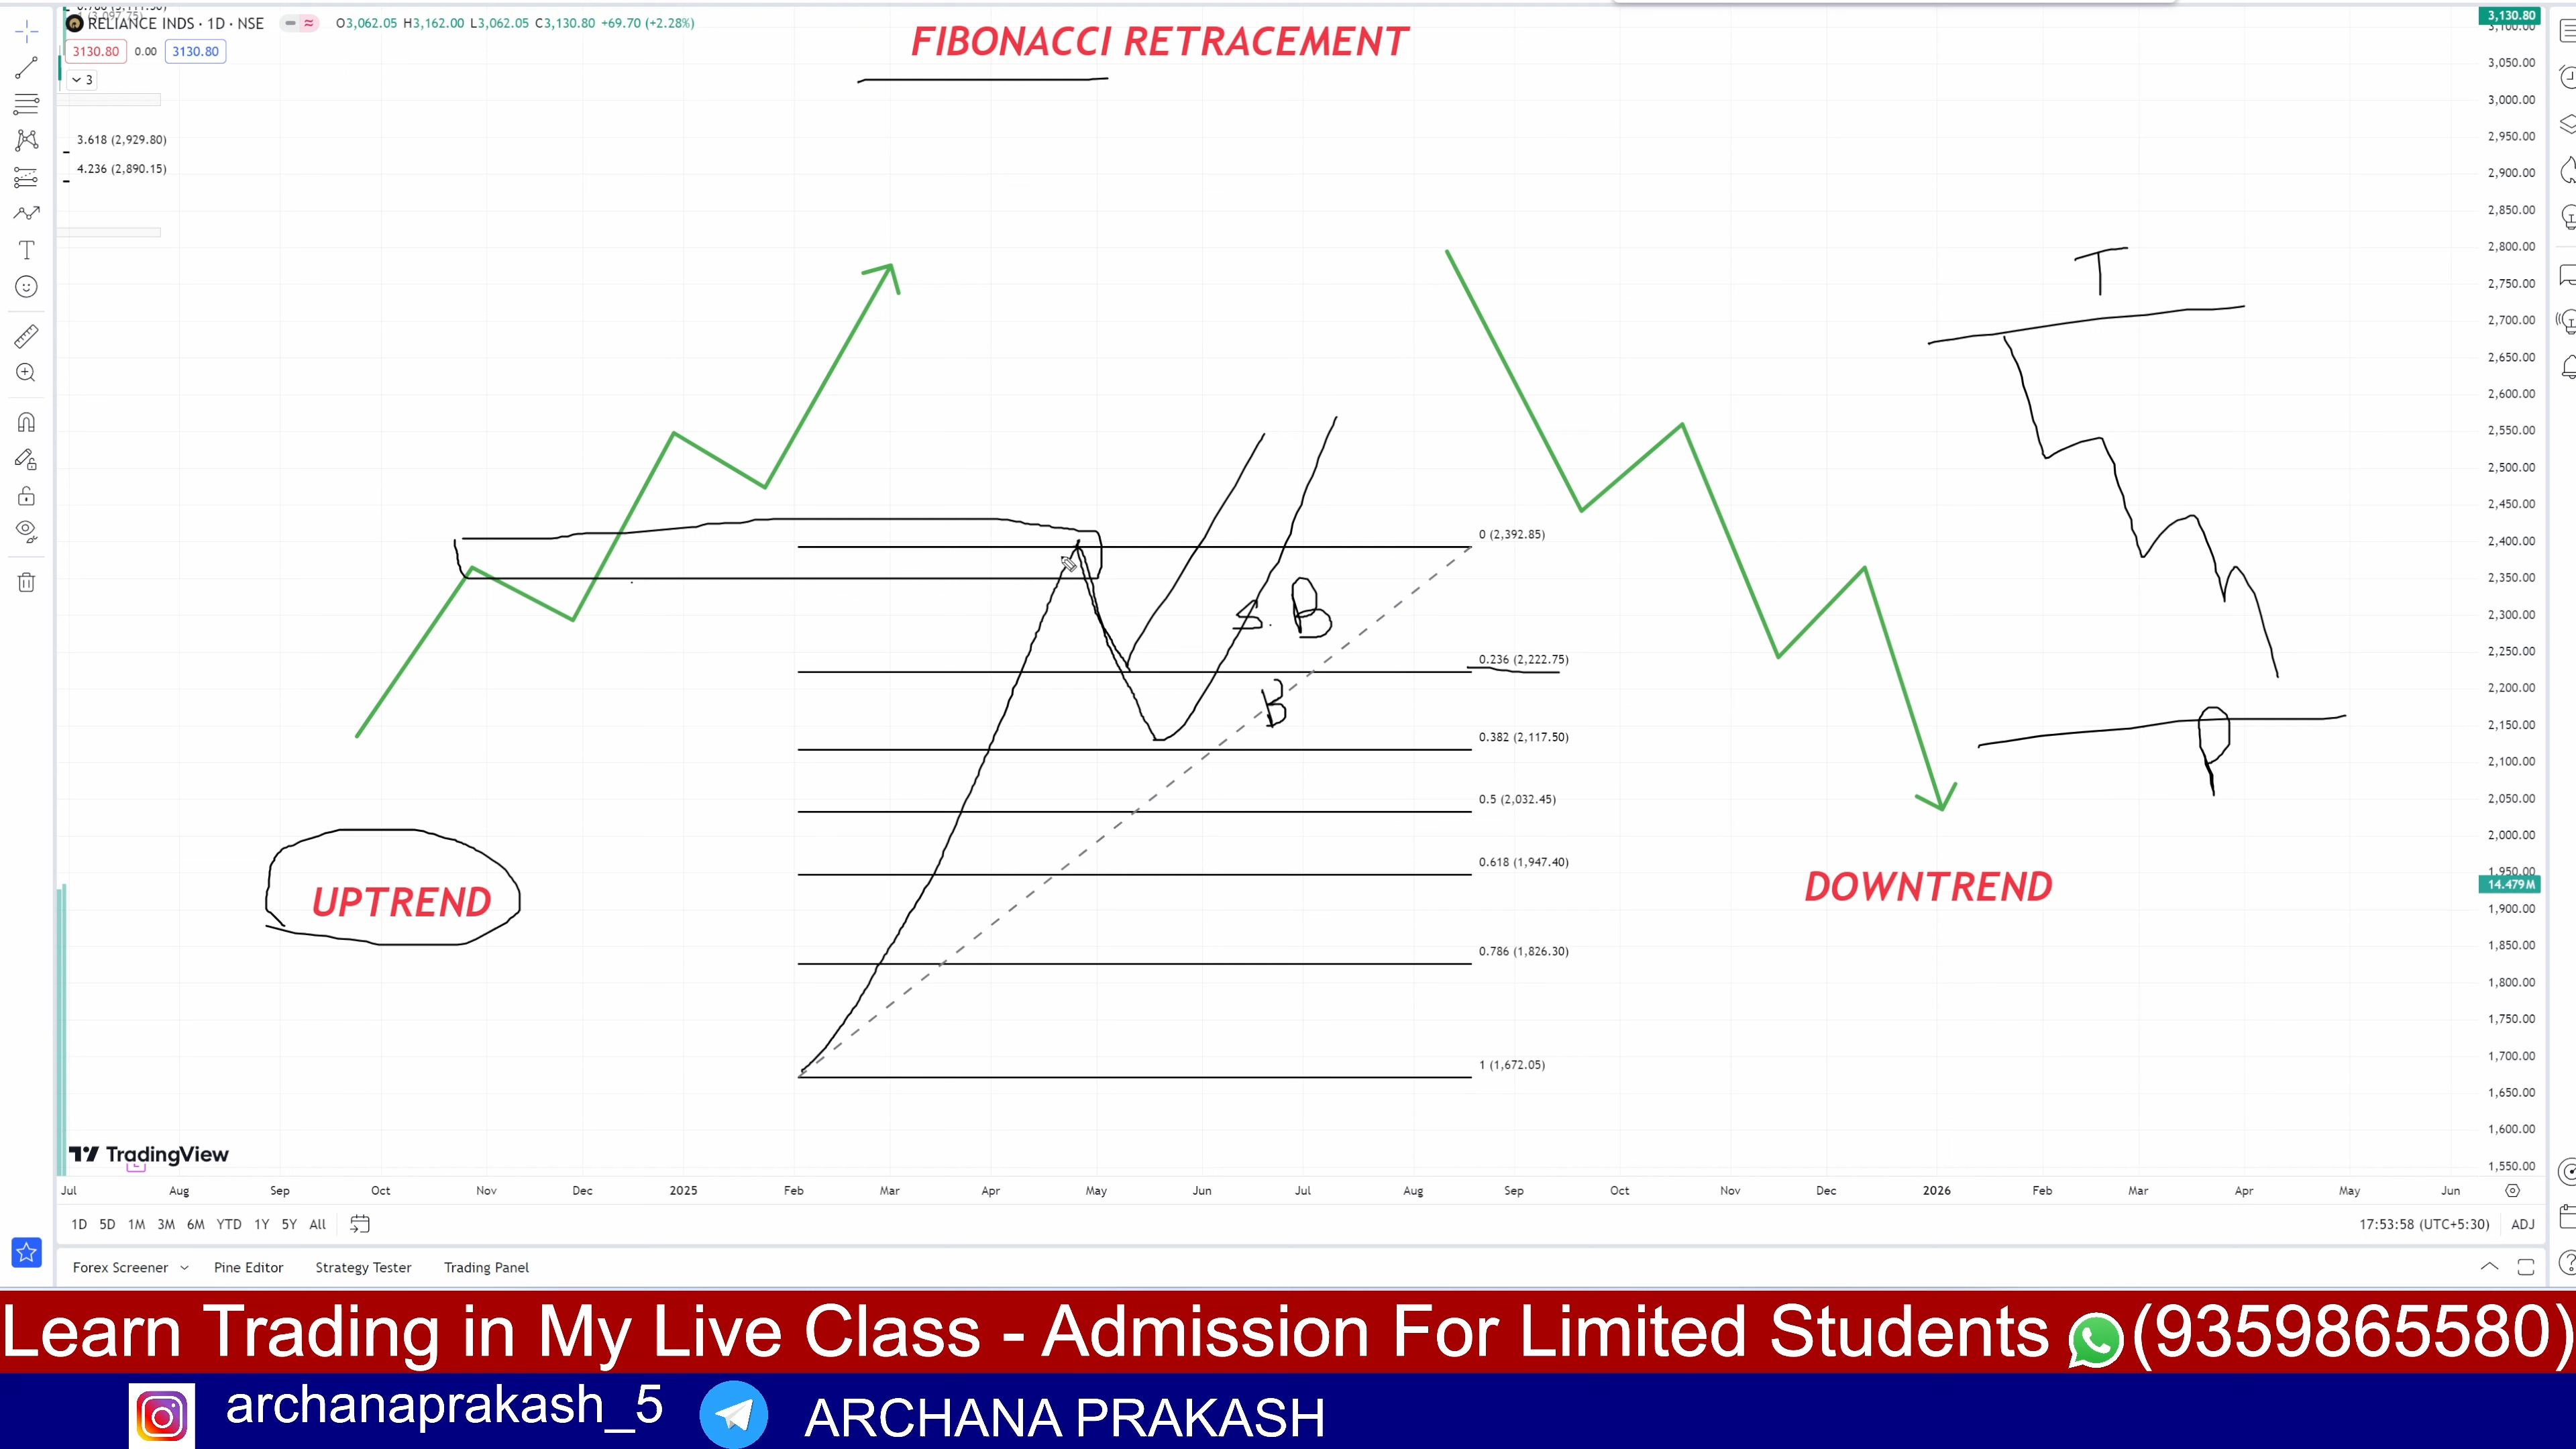 RELIANCE INDS · 1D · NSE O3,062.05 H3,162.00 L3,062.05 C3,130.80 +69.70 (+2.28%)
FIBONACCI RETRACEMENT
3130.80 0.00 3130.80
3
3.618 (2,929.80)
4.236 (2,890.15)
T
0 (2,392.85)
S. B
0.236 (2,222.75)
B
P
0.382 (2,117.50)
0.5 (2,032.45)
0.618 (1,947.40)
UPTREND
DOWNTREND
0.786 (1,826.30)
1 (1,672.05)
3,130.80
3,100.00
3,050.00
3,000.00
2,950.00
2,900.00
2,850.00
2,800.00
2,750.00
2,700.00
2,650.00
2,600.00
2,550.00
2,500.00
2,450.00
2,400.00
2,350.00
2,300.00
2,250.00
2,200.00
2,150.00
2,100.00
2,050.00
2,000.00
1,950.00
14.479M
1,900.00
1,850.00
1,800.00
1,750.00
1,700.00
1,650.00
1,600.00
1,550.00
TradingView
Jul Aug Sep Oct Nov Dec 2025 Feb Mar Apr May Jun Jul Aug Sep Oct Nov Dec 2026 Feb Mar Apr May Jun
1D 5D 1M 3M 6M YTD 1Y 5Y All 17:53:58 (UTC+5:30) ADJ
Forex Screener Pine Editor Strategy Tester Trading Panel
Learn Trading in My Live Class - Admission For Limited Students (9359865580)
archanaprakash_5 ARCHANA PRAKASH